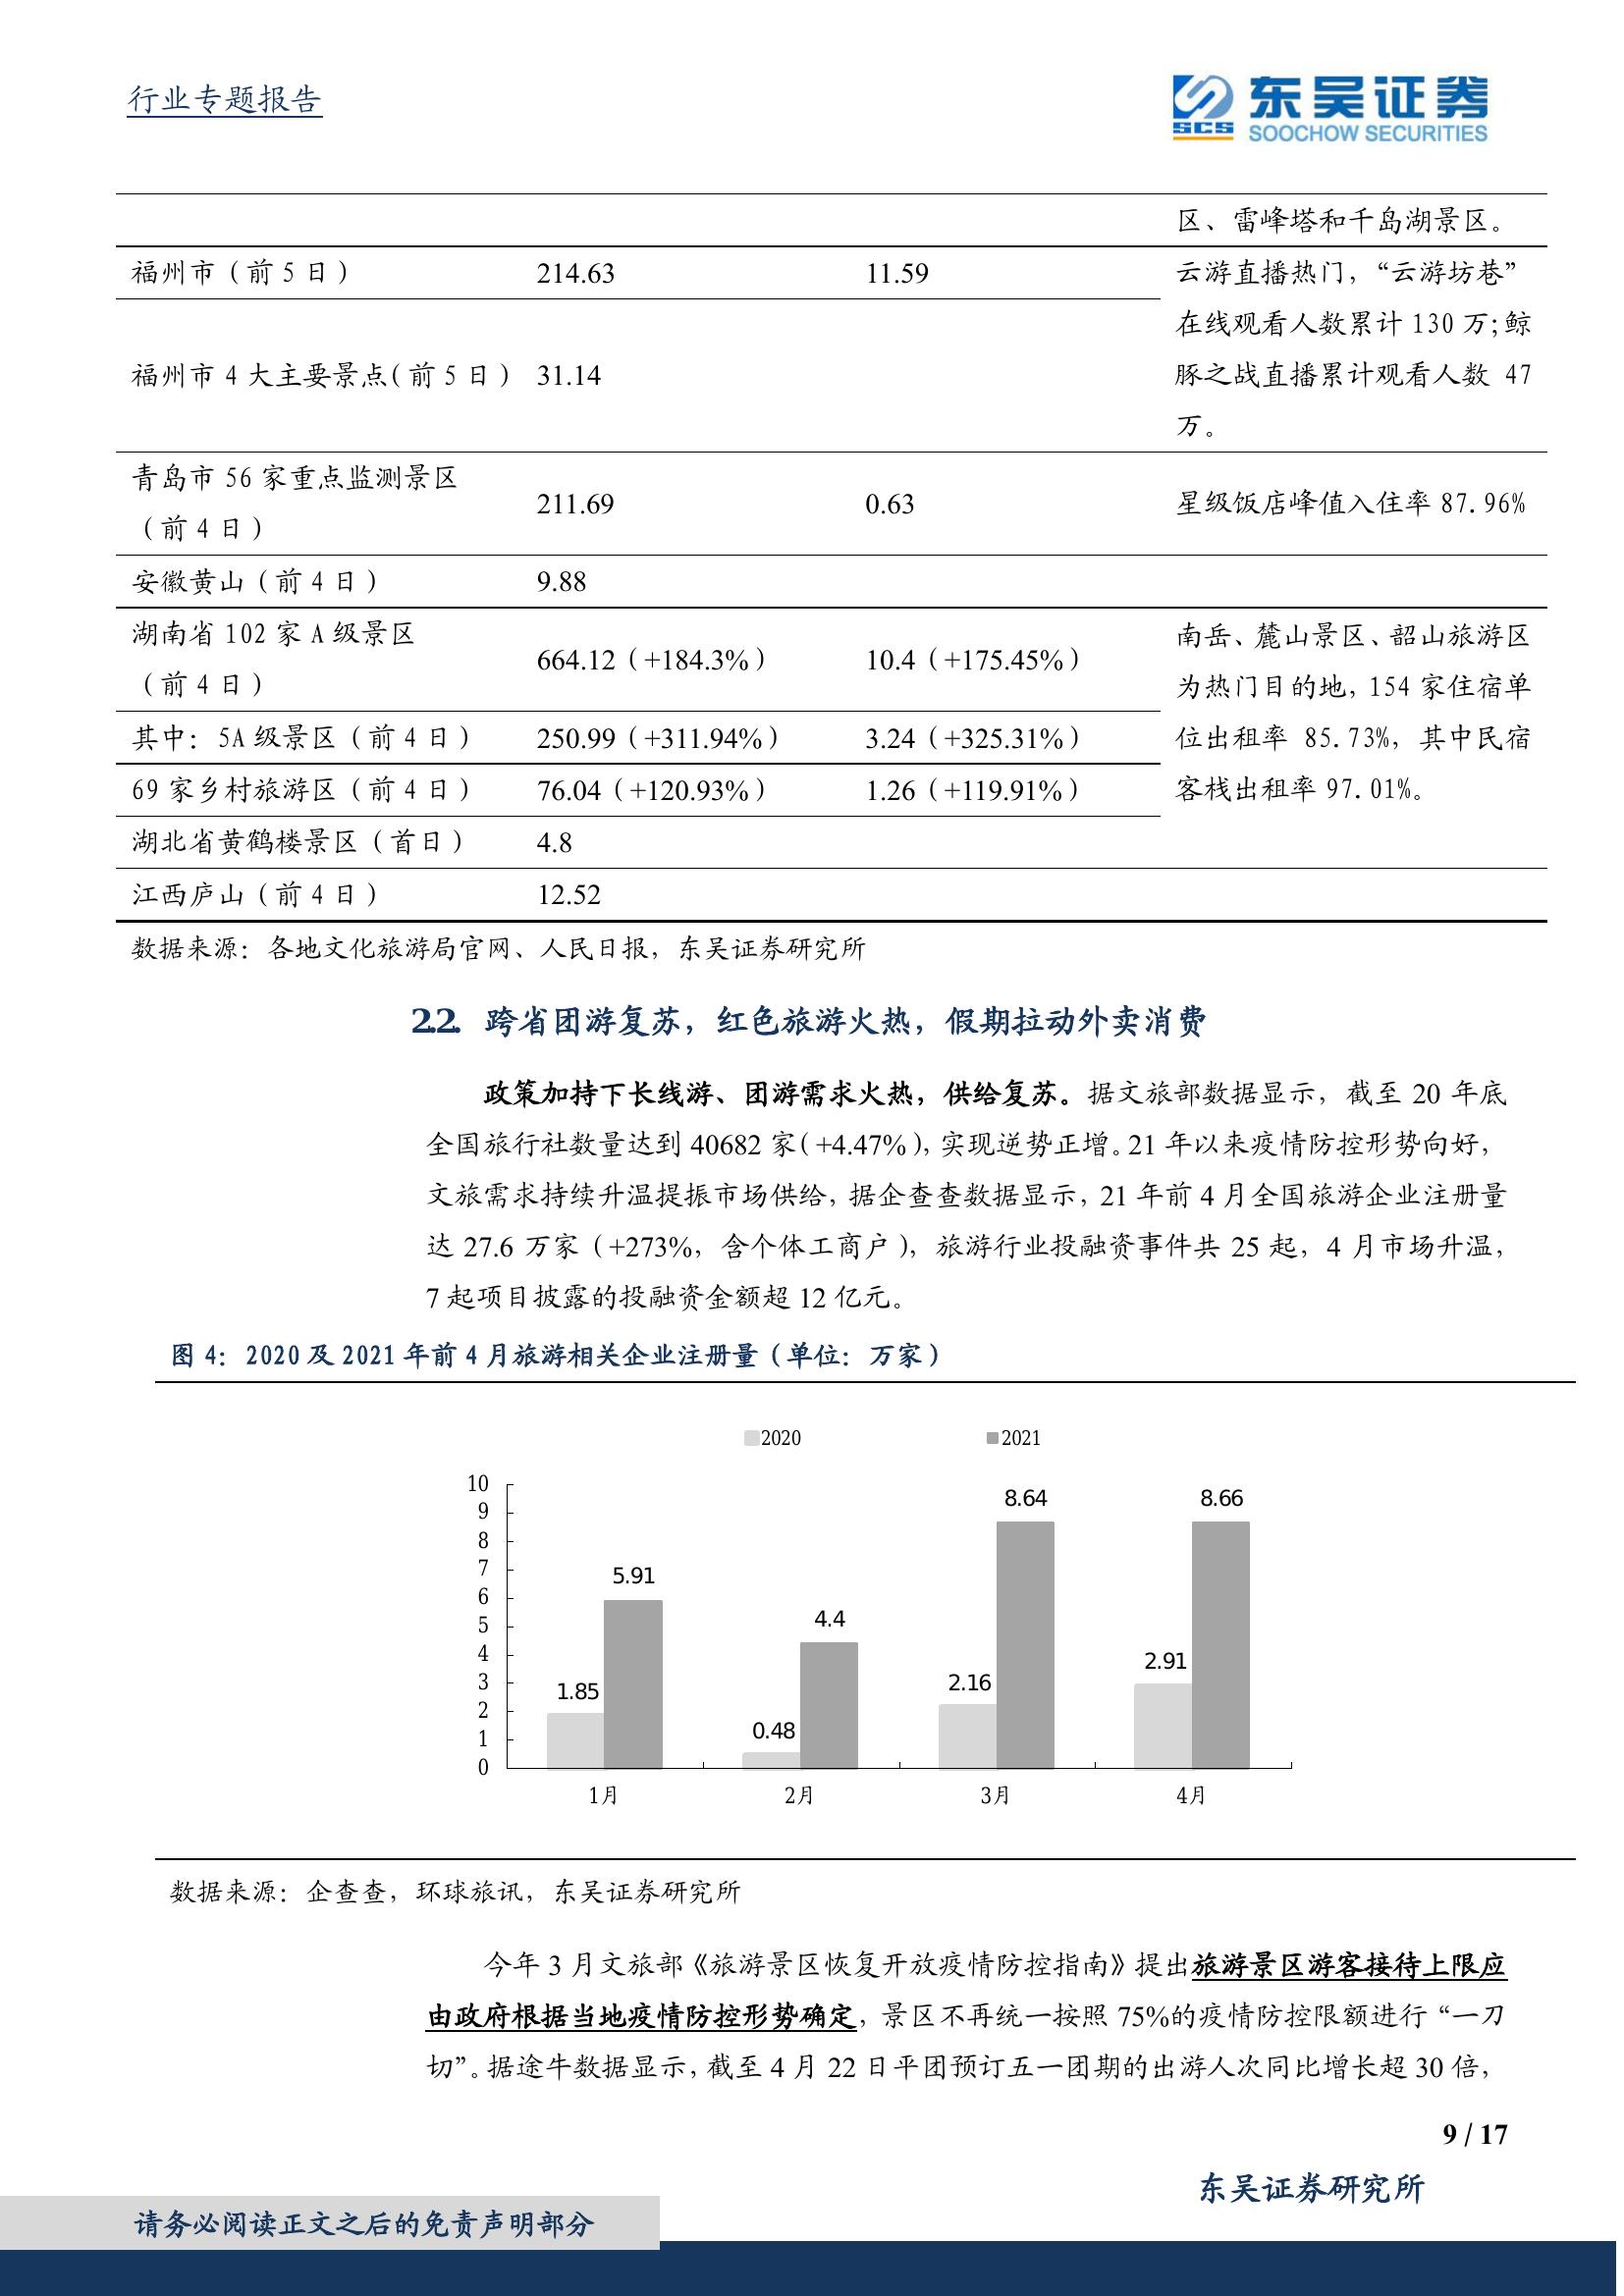 行业专题报告
东吴证券
SCS
SOOCHOW SECURITIES
区、雷峰塔和千岛湖景区。
福州市（前 5 日） 214.63 11.59
云游直播热门，“云游坊巷”
在线观看人数累计 130 万；鲸
豚之战直播累计观看人数 47
万。
福州市 4 大主要景点（前 5 日） 31.14
青岛市 56 家重点监测景区
（前 4 日）
211.69 0.63 星级饭店峰值入住率 87.96%
安徽黄山（前 4 日） 9.88
湖南省 102 家 A 级景区
（前 4 日）
664.12（+184.3%） 10.4（+175.45%）
南岳、麓山景区、韶山旅游区
为热门目的地，154 家住宿单
位出租率 85.73%，其中民宿
客栈出租率 97.01%。
其中：5A 级景区（前 4 日） 250.99（+311.94%） 3.24（+325.31%）
69 家乡村旅游区（前 4 日） 76.04（+120.93%） 1.26（+119.91%）
湖北省黄鹤楼景区（首日） 4.8
江西庐山（前 4 日） 12.52
数据来源：各地文化旅游局官网、人民日报，东吴证券研究所
2.2. 跨省团游复苏，红色旅游火热，假期拉动外卖消费
政策加持下长线游、团游需求火热，供给复苏。据文旅部数据显示，截至 20 年底
全国旅行社数量达到 40682 家（+4.47%），实现逆势正增。21 年以来疫情防控形势向好，
文旅需求持续升温提振市场供给，据企查查数据显示，21 年前 4 月全国旅游企业注册量
达 27.6 万家（+273%，含个体工商户），旅游行业投融资事件共 25 起，4 月市场升温，
7 起项目披露的投融资金额超 12 亿元。
图 4：2020 及 2021 年前 4 月旅游相关企业注册量（单位：万家）
2020 2021
10
9
8
7
6
5
4
3
2
1
0
1.85 5.91
0.48 4.4
2.16 8.64
2.91 8.66
1月 2月 3月 4月
数据来源：企查查，环球旅讯，东吴证券研究所
今年 3 月文旅部《旅游景区恢复开放疫情防控指南》提出旅游景区游客接待上限应
由政府根据当地疫情防控形势确定，景区不再统一按照 75%的疫情防控限额进行“一刀
切”。据途牛数据显示，截至 4 月 22 日平团预订五一团期的出游人次同比增长超 30 倍，
9 / 17
东吴证券研究所
请务必阅读正文之后的免责声明部分